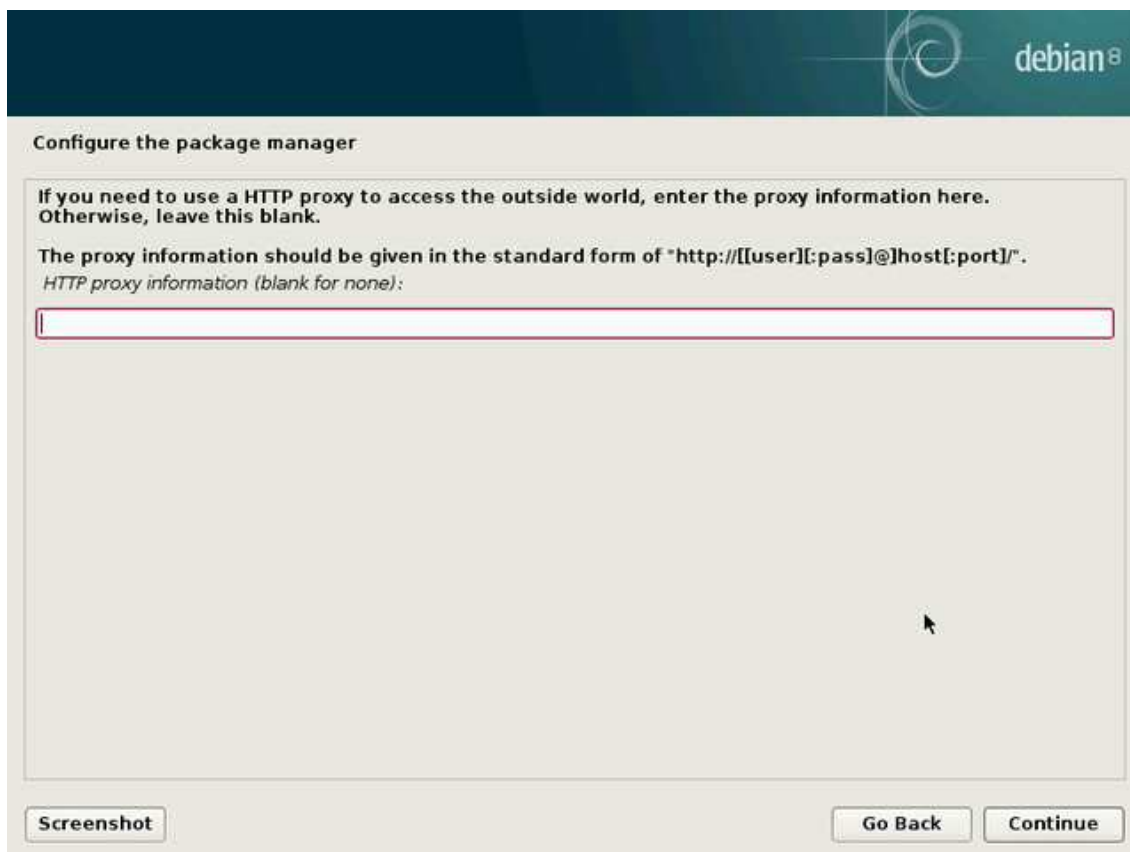 debian 8
Configure the package manager
If you need to use a HTTP proxy to access the outside world, enter the proxy information here.
Otherwise, leave this blank.
The proxy information should be given in the standard form of "http://[[user][:pass]@]host[:port]/".
HTTP proxy information (blank for none):
Screenshot
Go Back
Continue